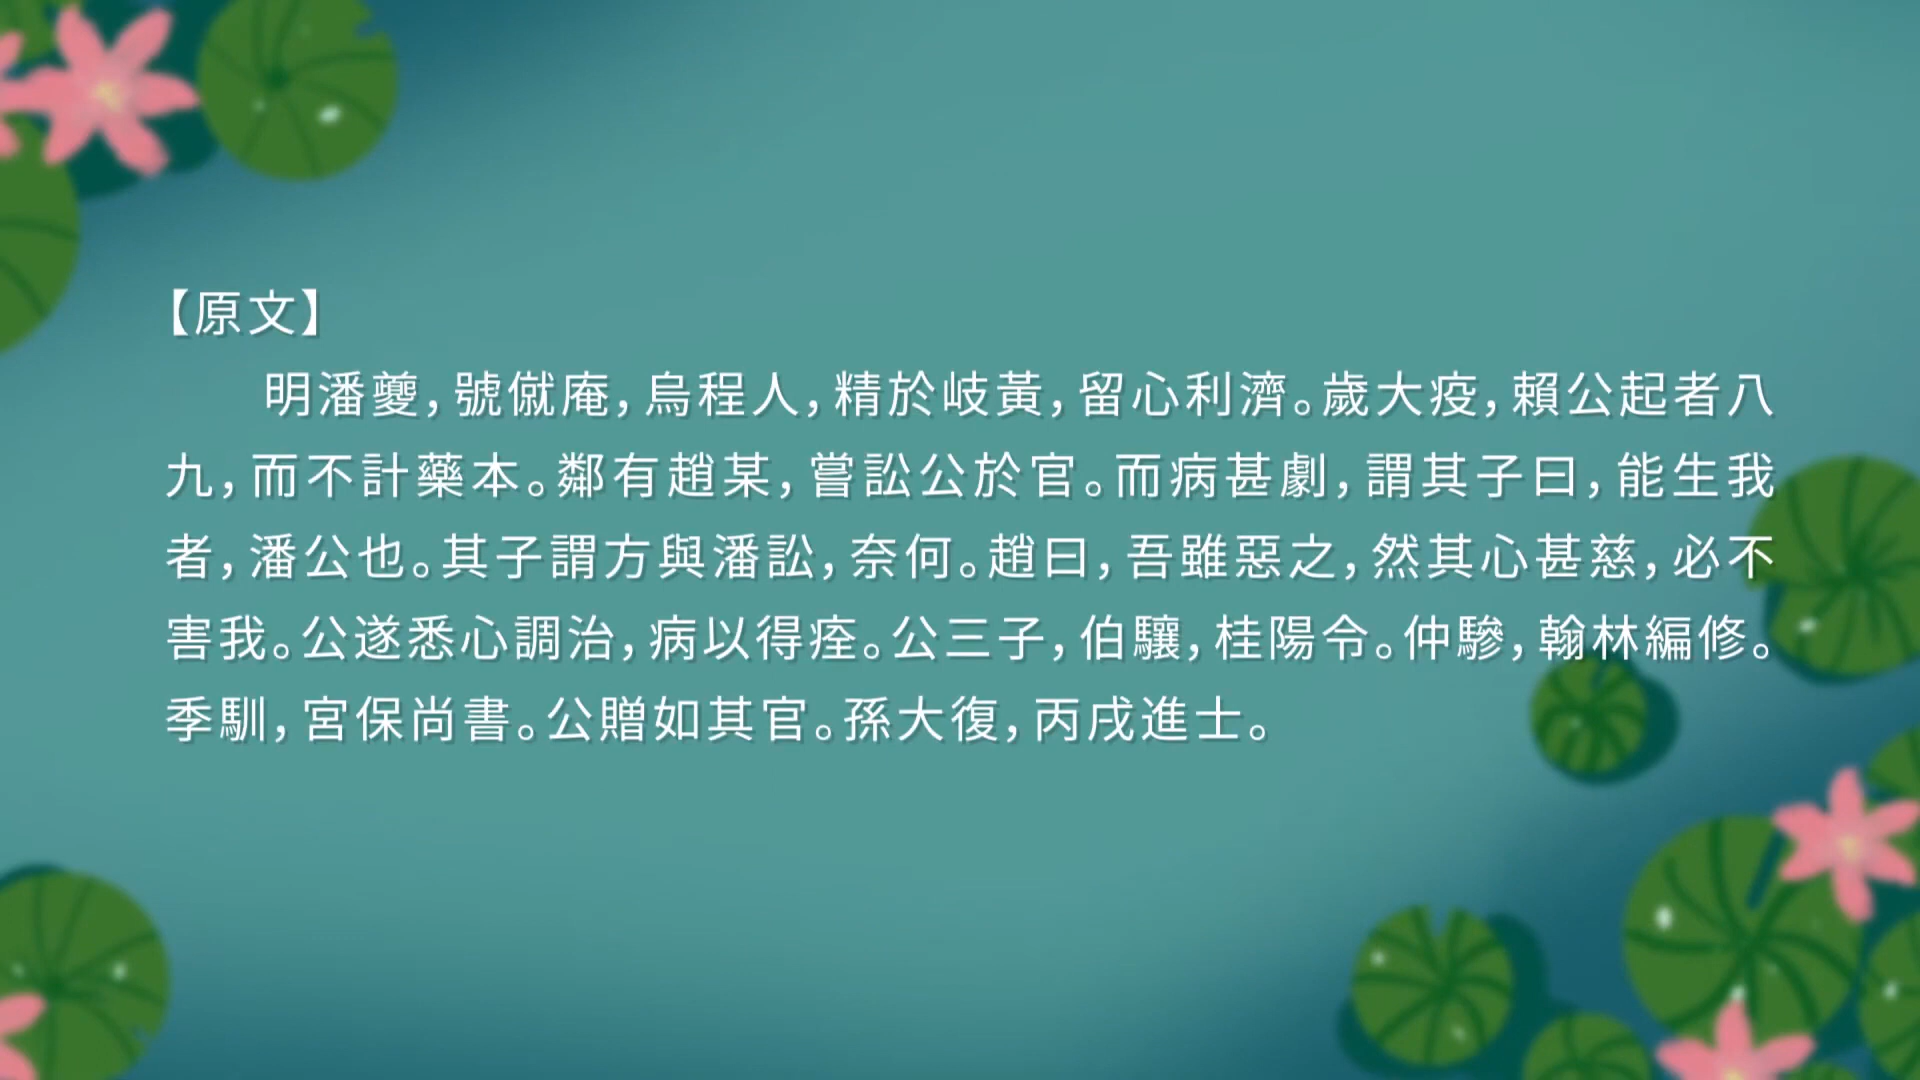 【原文】
明潘夔，號僦庵，烏程人，精於岐黃，留心利濟。歲大疫，賴公起者八
九，而不計藥本。鄰有趙某，嘗訟公於官。而病甚劇，謂其子曰，能生我
者，潘公也。其子謂方與潘訟，奈何。趙曰，吾雖惡之，然其心甚慈，必不
害我。公遂悉心調治，病以得痊。公三子，伯驤，桂陽令。仲驂，翰林編修。
季馴，宮保尚書。公贈如其官。孫大復，丙戌進士。